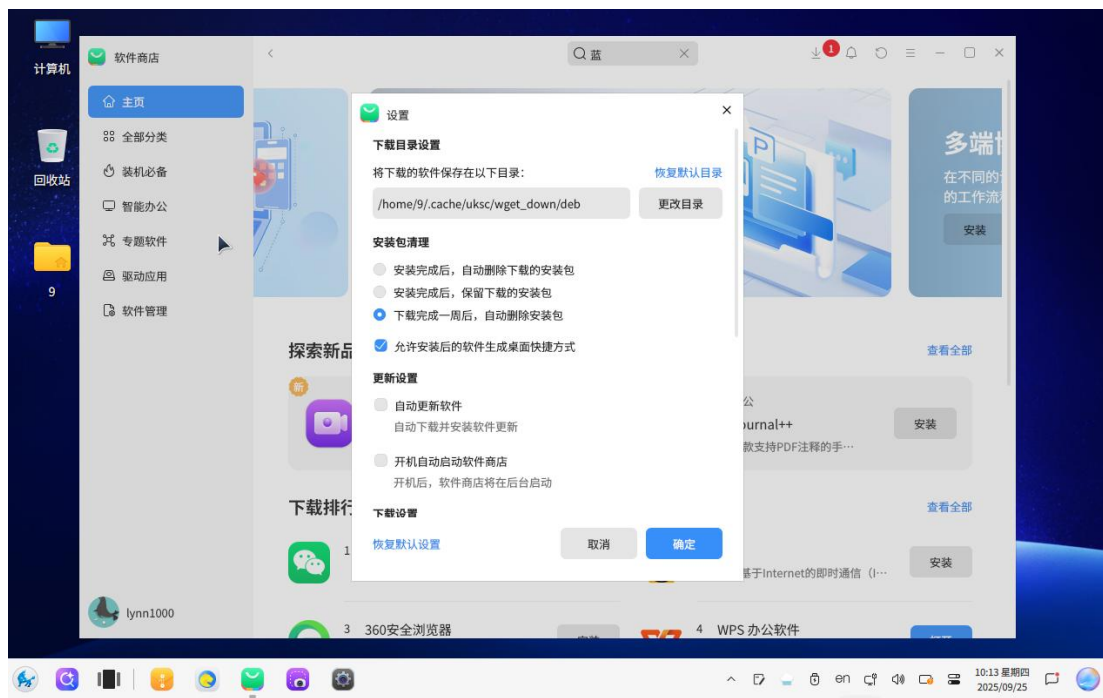 计算机
回收站
9
软件商店
蓝
1
主页
全部分类
装机必备
智能办公
专题软件
驱动应用
软件管理
lynn1000
设置
下载目录设置
将下载的软件保存在以下目录:
恢复默认目录
/home/9/.cache/uksc/wget_down/deb
更改目录
安装包清理
安装完成后，自动删除下载的安装包
安装完成后，保留下载的安装包
下载完成一周后，自动删除安装包
允许安装后的软件生成桌面快捷方式
更新设置
自动更新软件
自动下载并安装软件更新
开机自动启动软件商店
开机后，软件商店将在后台启动
下载设置
恢复默认设置
取消
确定
多端
在不同的
的工作流
安装
探索新品
查看全部
新
公
ournal++
款支持PDF注释的手…
安装
下载排行
查看全部
1
基于Internet的即时通信（I…
安装
3 360安全浏览器
4 WPS 办公软件
en
10:13 星期四
2025/09/25